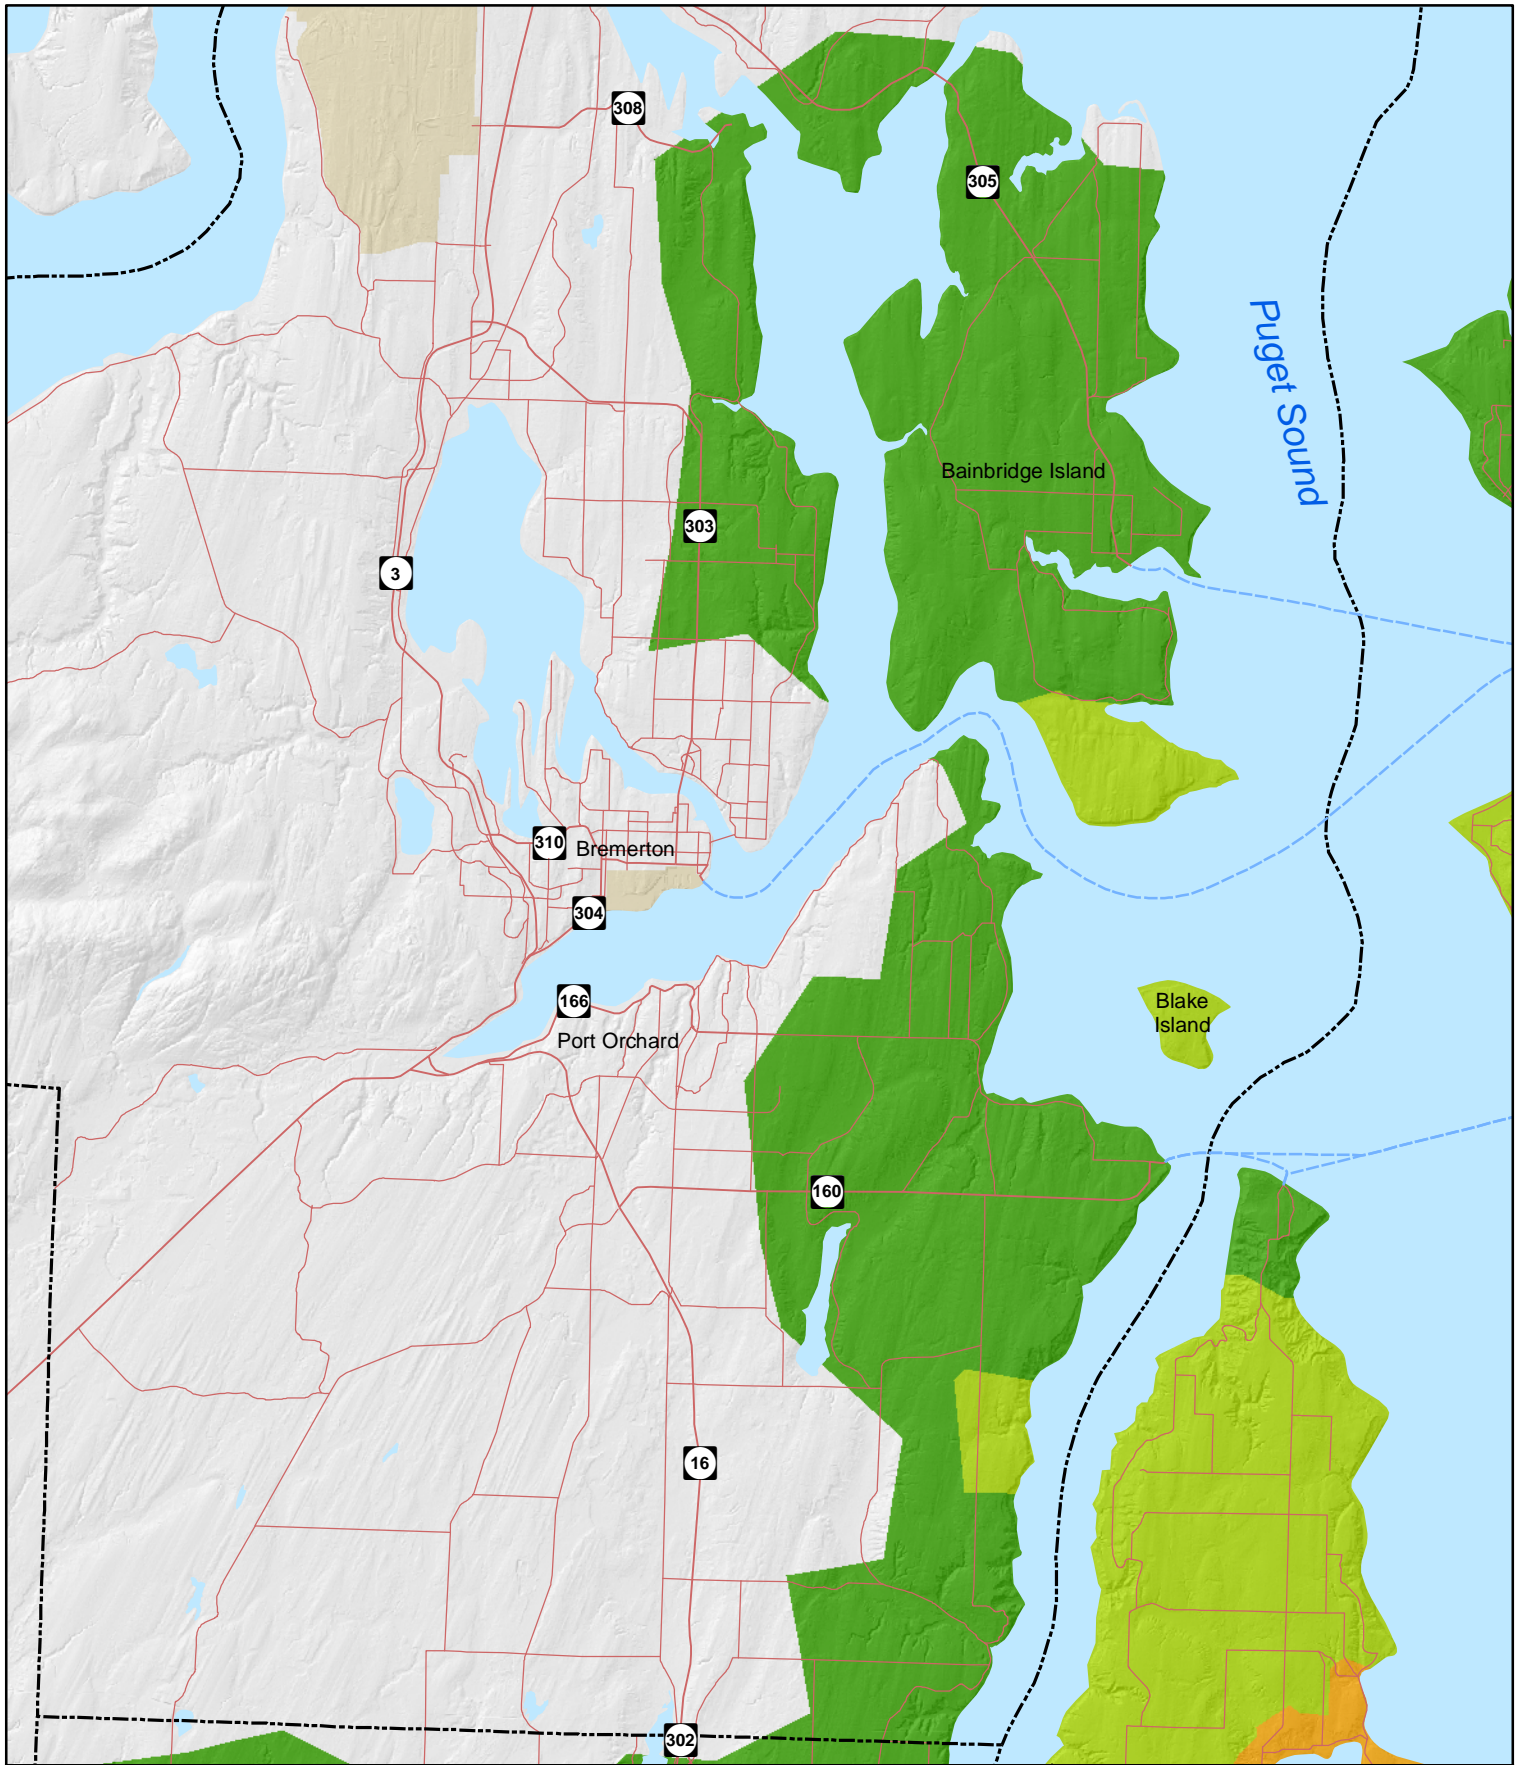 308
305
Puget Sound
Bainbridge Island
303
3
310
Bremerton
304
166
Port Orchard
Blake
Island
160
16
302